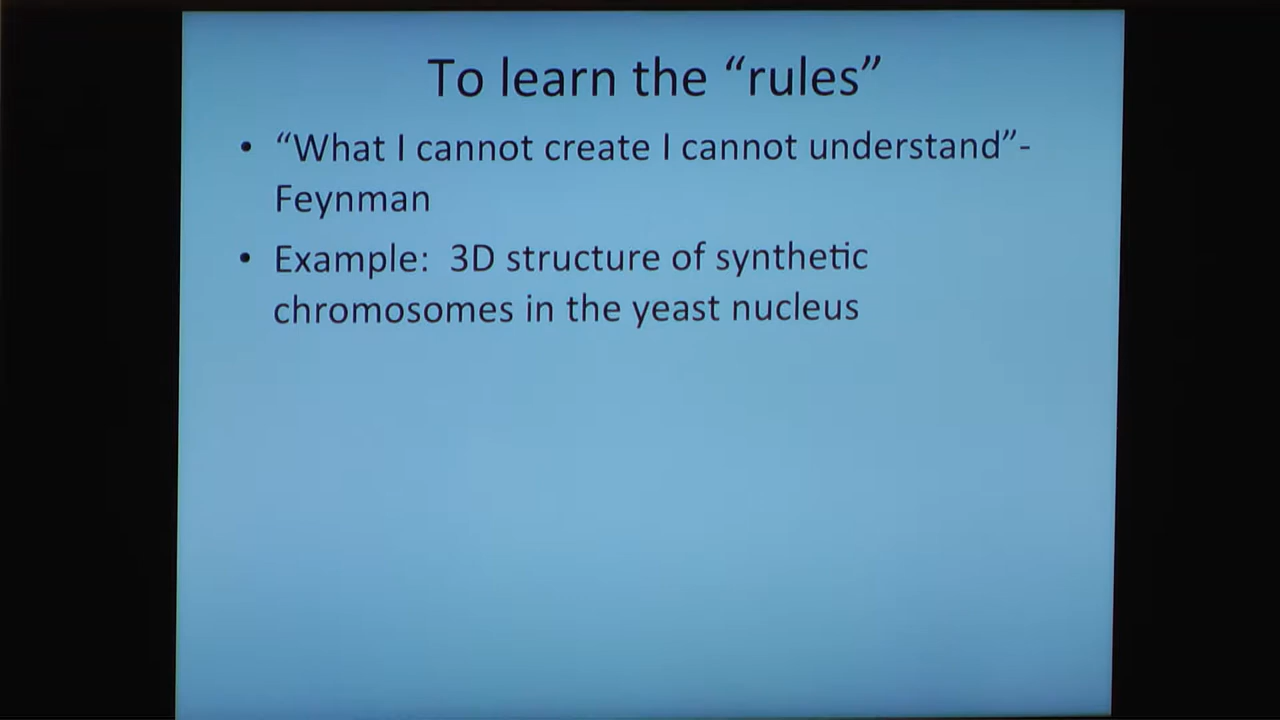 To learn the “rules”
• “What I cannot create I cannot understand”-
Feynman
• Example:  3D structure of synthetic
chromosomes in the yeast nucleus